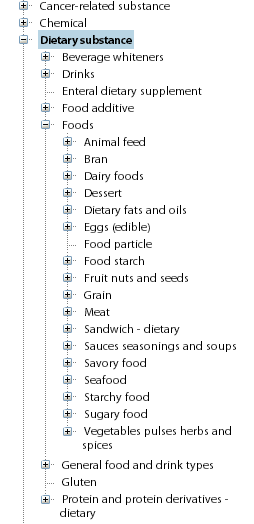 Cancer-related substance
Chemical
Dietary substance
Beverage whiteners
Drinks
Enteral dietary supplement
Food additive
Foods
Animal feed
Bran
Dairy foods
Dessert
Dietary fats and oils
Eggs (edible)
Food particle
Food starch
Fruit nuts and seeds
Grain
Meat
Sandwich - dietary
Sauces seasonings and soups
Savory food
Seafood
Starchy food
Sugary food
Vegetables pulses herbs and
spices
General food and drink types
Gluten
Protein and protein derivatives -
dietary